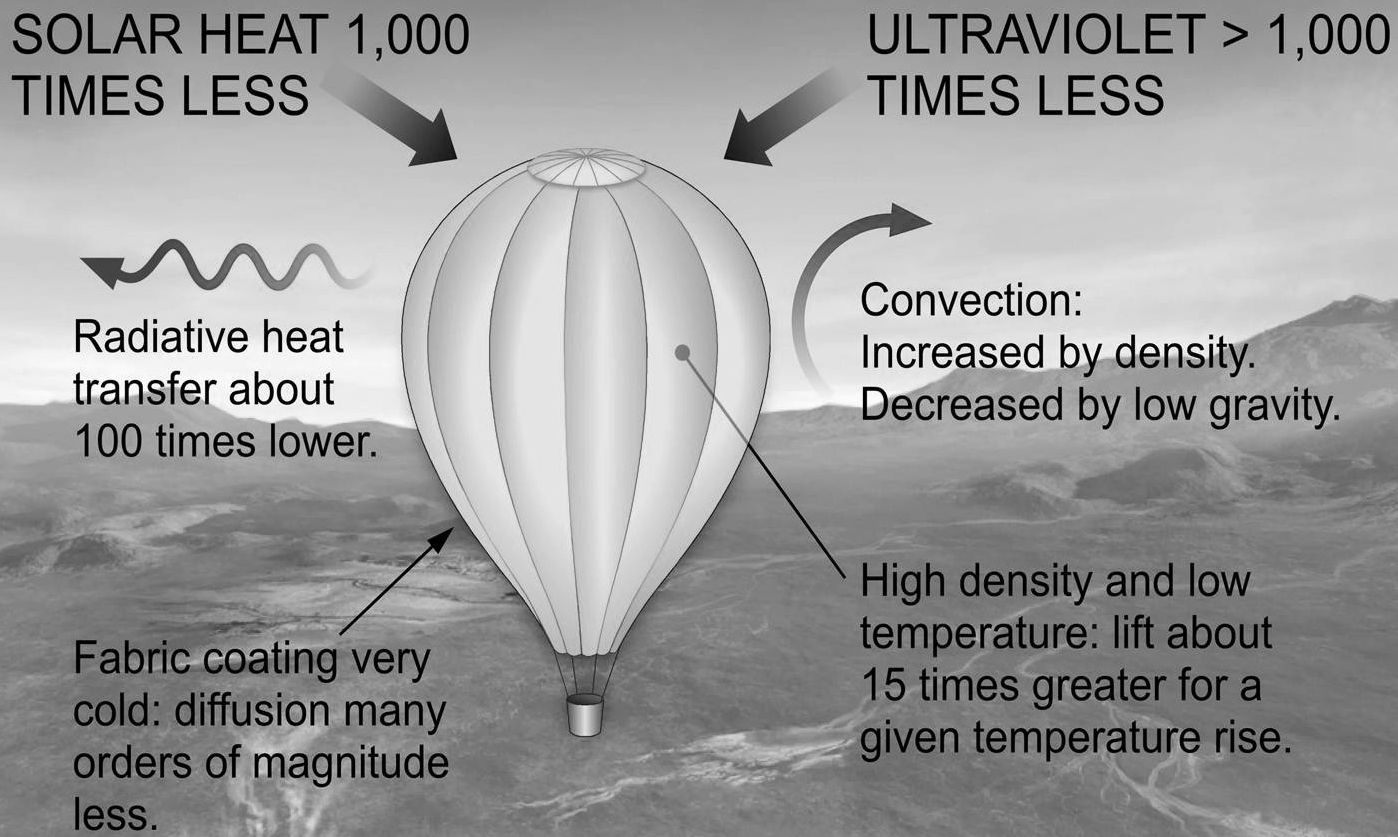 SOLAR HEAT 1,000
TIMES LESS
ULTRAVIOLET > 1,000
TIMES LESS
Radiative heat
transfer about
100 times lower.
Convection:
Increased by density.
Decreased by low gravity.
Fabric coating very
cold: diffusion many
orders of magnitude
less.
High density and low
temperature: lift about
15 times greater for a
given temperature rise.